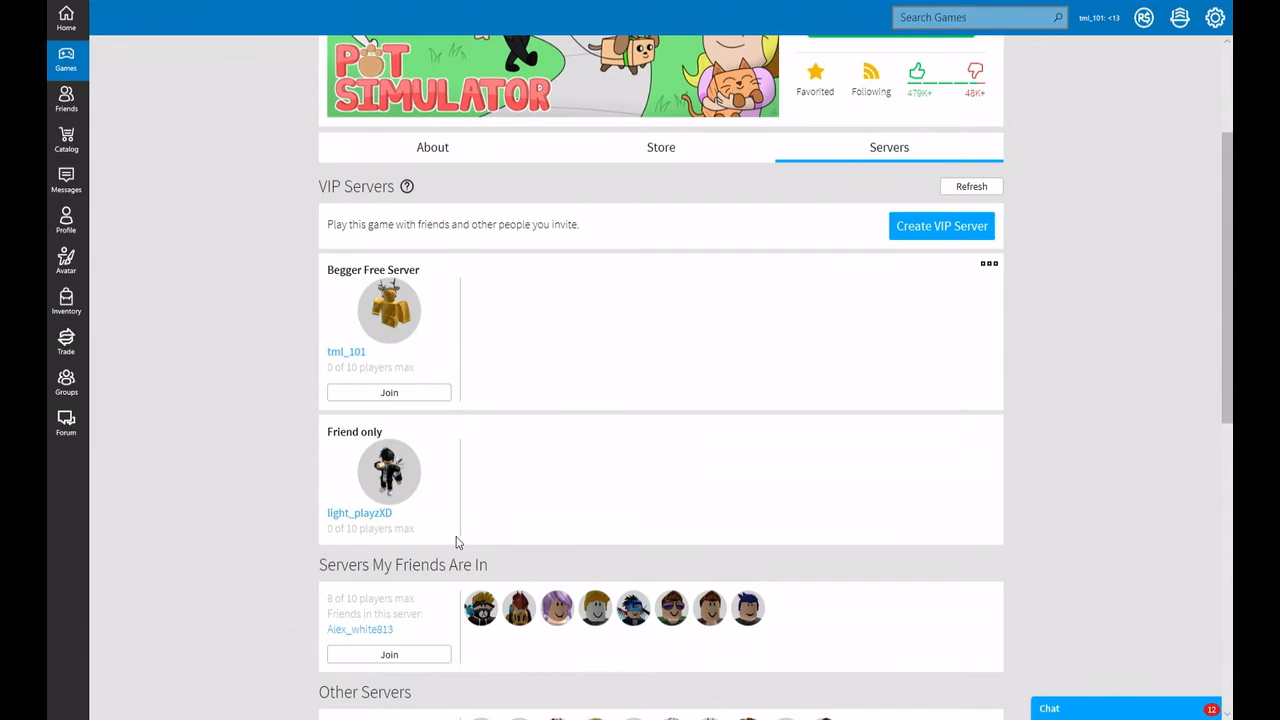 Home
Search Games
tml_101: <13
R$
Games
Friends
Catalog
Messages
Profile
Avatar
Inventory
Trade
Groups
Forum
PET
SIMULATOR
Favorited
Following
479K+
48K+
About
Store
Servers
VIP Servers ?
Refresh
Play this game with friends and other people you invite.
Create VIP Server
Begger Free Server
tml_101
0 of 10 players max
Join
Friend only
light_playzXD
0 of 10 players max
Servers My Friends Are In
8 of 10 players max
Friends in this server:
Alex_white813
Join
Other Servers
Chat
12